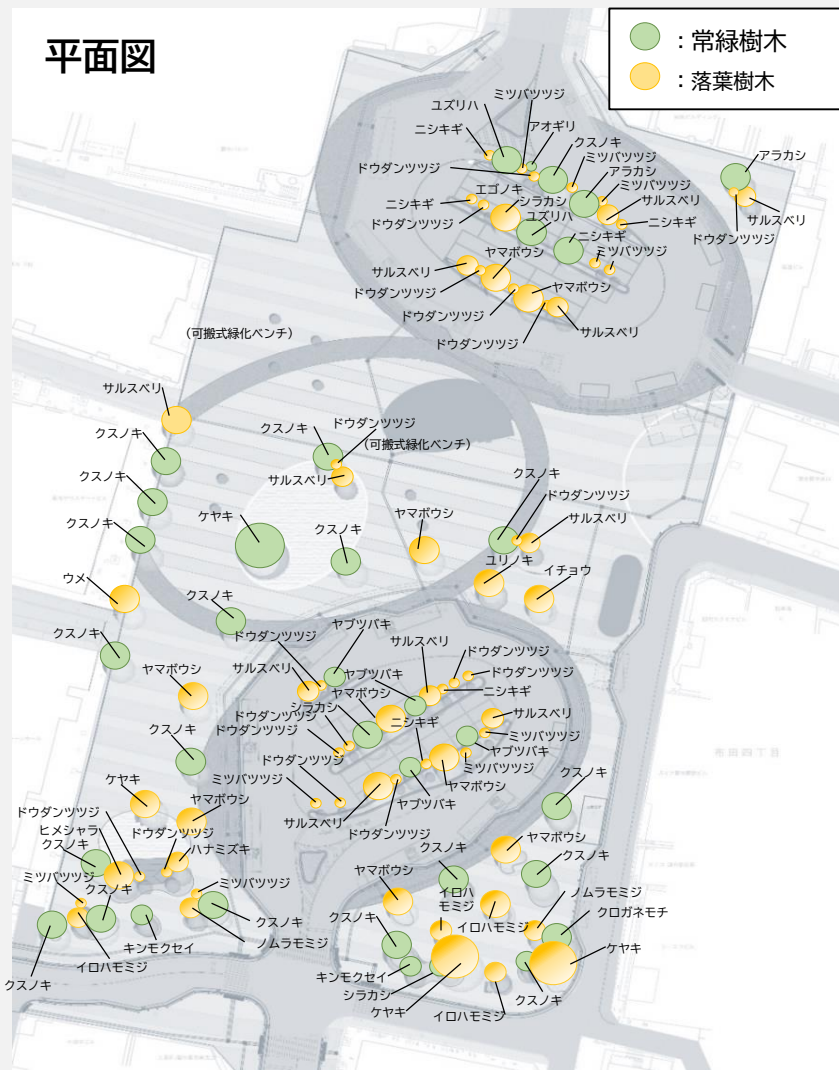 平面図
：常緑樹木
：落葉樹木
ミツバツツジ
ユズリハ
アオギリ
ニシキギ
クスノキ
ミツバツツジ
ドウダンツツジ
アラカシ
アラカシ
ミツバツツジ
エゴノキ
ニシキギ
シラカシ
サルスベリ
サルスベリ
ドウダンツツジ
ユズリハ
ニシキギ
ドウダンツツジ
ニシキギ
ヤマボウシ
ミツバツツジ
サルスベリ
ドウダンツツジ
ヤマボウシ
ドウダンツツジ
サルスベリ
ドウダンツツジ
(可搬式緑化ベンチ)
サルスベリ
ドウダンツツジ
クスノキ
クスノキ
(可搬式緑化ベンチ)
クスノキ
クスノキ
サルスベリ
ドウダンツツジ
ヤマボウシ
サルスベリ
ケヤキ
クスノキ
クスノキ
ユリノキ
イチョウ
ウメ
クスノキ
クスノキ
ヤブツバキ
ドウダンツツジ
サルスベリ
ドウダンツツジ
ヤマボウシ
サルスベリ
ヤブツバキ
ドウダンツツジ
ニシキギ
ヤマボウシ
シラカシ
サルスベリ
ドウダンツツジ
ニシキギ
ドウダンツツジ
ミツバツツジ
クスノキ
ヤブツバキ
ドウダンツツジ
ミツバツツジ
ヤマボウシ
クスノキ
ケヤキ
ミツバツツジ
ヤブツバキ
サルスベリ
ドウダンツツジ
ヤマボウシ
ドウダンツツジ
ヒメシャラ
ドウダンツツジ
クスノキ
ハナミズキ
ヤマボウシ
クスノキ
クスノキ
ミツバツツジ
ヤマボウシ
クスノキ
ミツバツツジ
イロハ
モミジ
ノムラモミジ
クスノキ
クスノキ
イロハモミジ
クロガネモチ
ノムラモミジ
キンモクセイ
ケヤキ
イロハモミジ
キンモクセイ
クスノキ
シラカシ
クスノキ
ケヤキ
イロハモミジ